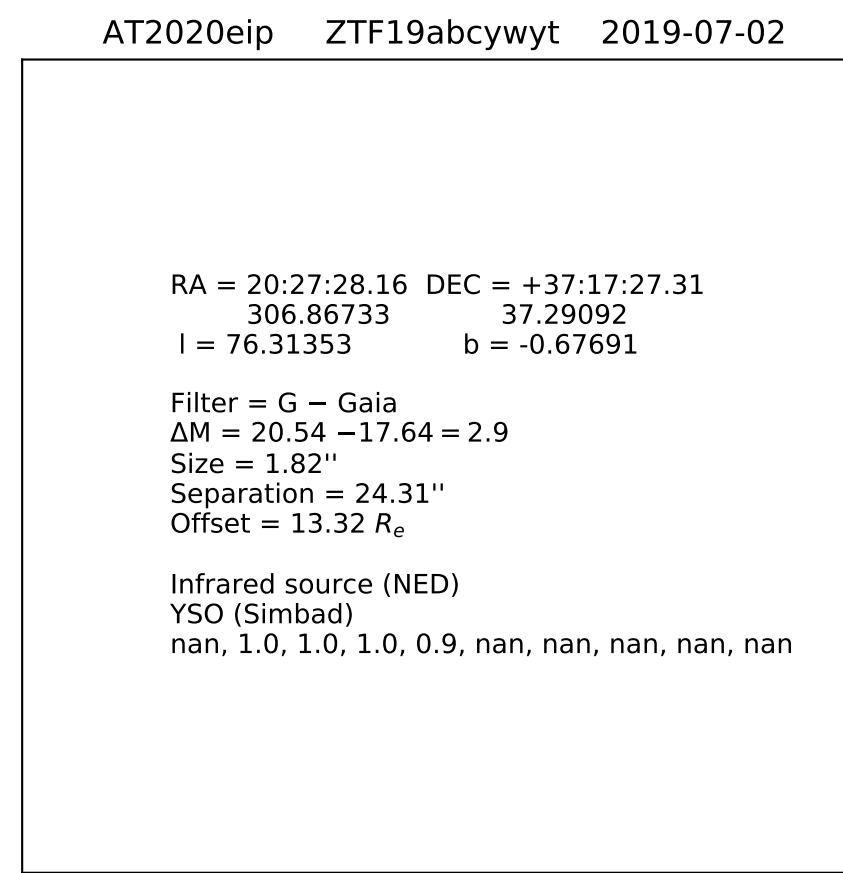 AT2020eip ZTF19abcywyt 2019-07-02
RA = 20:27:28.16 DEC = +37:17:27.31
306.86733 37.29092
l = 76.31353 b = -0.67691
Filter = G − Gaia
ΔM = 20.54 −17.64 = 2.9
Size = 1.82''
Separation = 24.31''
Offset = 13.32 Rₑ
Infrared source (NED)
YSO (Simbad)
nan, 1.0, 1.0, 1.0, 0.9, nan, nan, nan, nan, nan